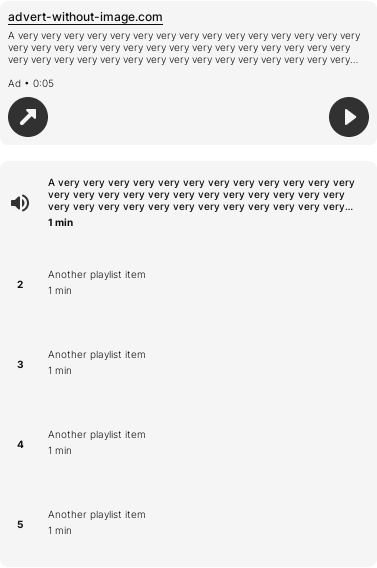 advert-without-image.com
A very very very very very very very very very very very very very very very
very very very very very very very very very very very very very very very
very very very very very very very very very very very very very very very...
Ad • 0:05
A very very very very very very very very very very very very
very very very very very very very very very very very very
very very very very very very very very very very very very...
1 min
2
Another playlist item
1 min
3
Another playlist item
1 min
4
Another playlist item
1 min
5
Another playlist item
1 min